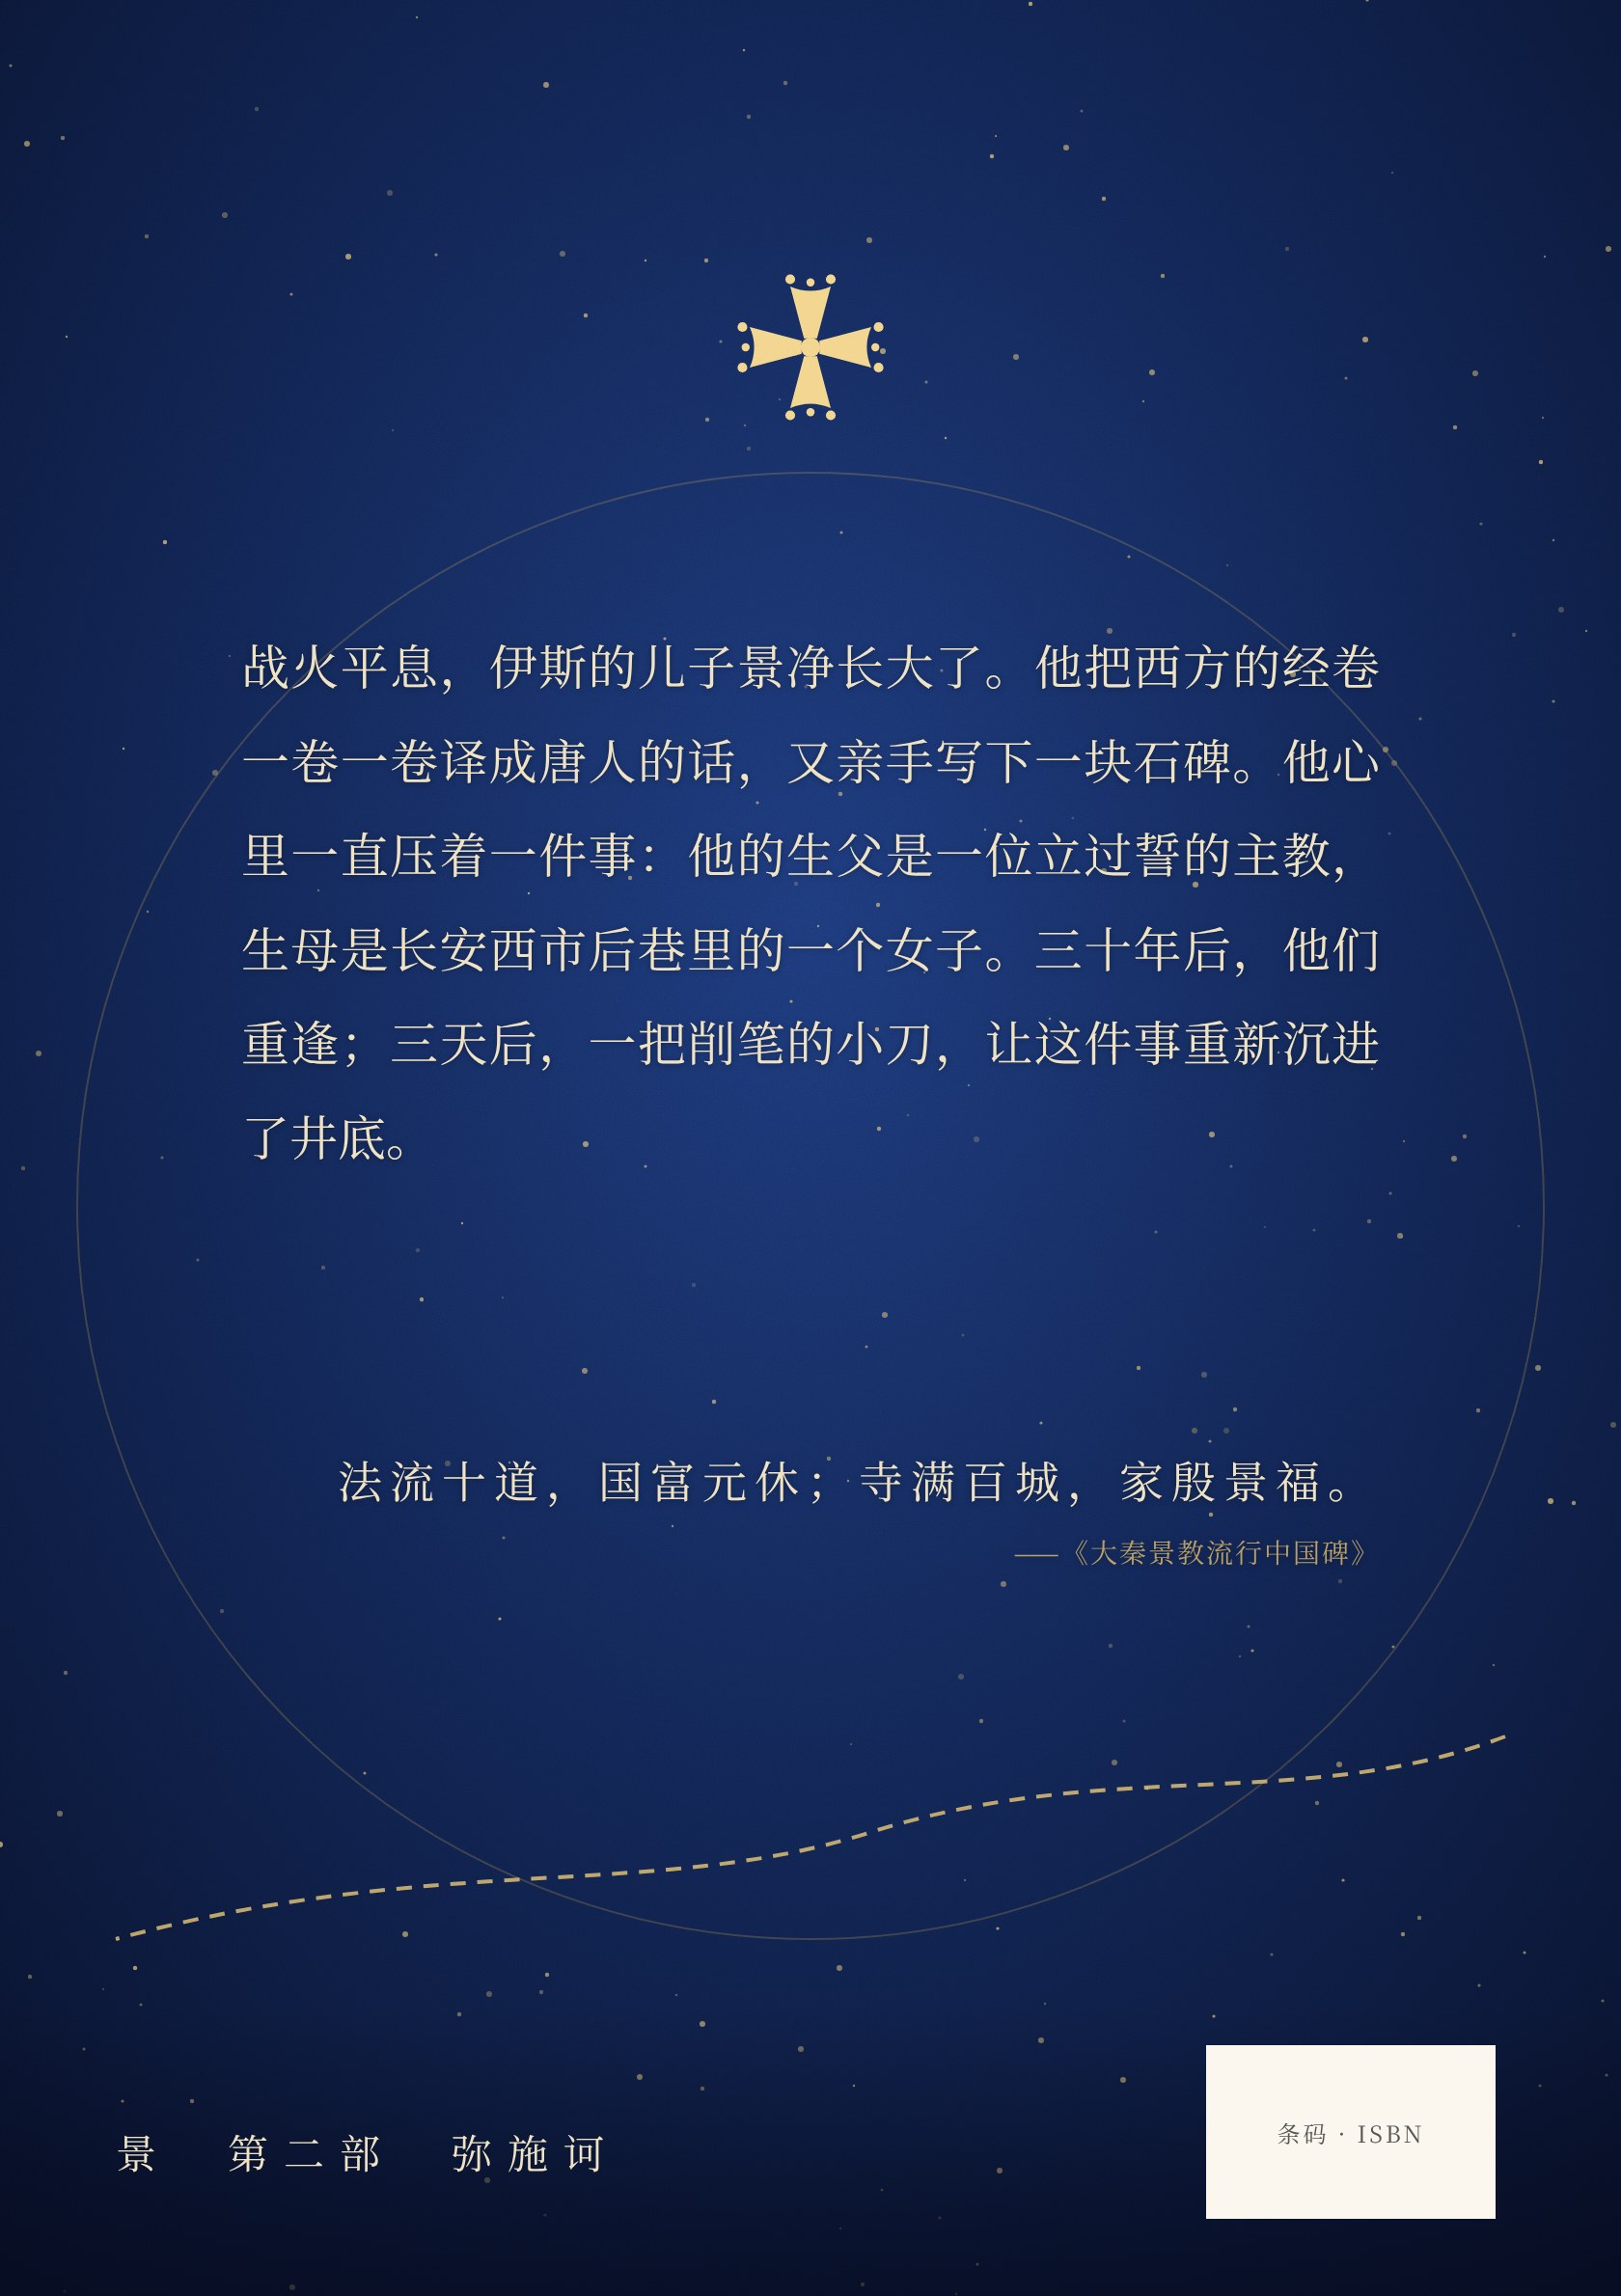 战火平息，伊斯的儿子景净长大了。他把西方的经卷
一卷一卷译成唐人的话，又亲手写下一块石碑。他心
里一直压着一件事：他的生父是一位立过誓的主教，
生母是长安西市后巷里的一个女子。三十年后，他们
重逢；三天后，一把削笔的小刀，让这件事重新沉进
了井底。
法流十道，国富元休；寺满百城，家殷景福。
——《大秦景教流行中国碑》
景　第二部　弥施诃
条码 · ISBN